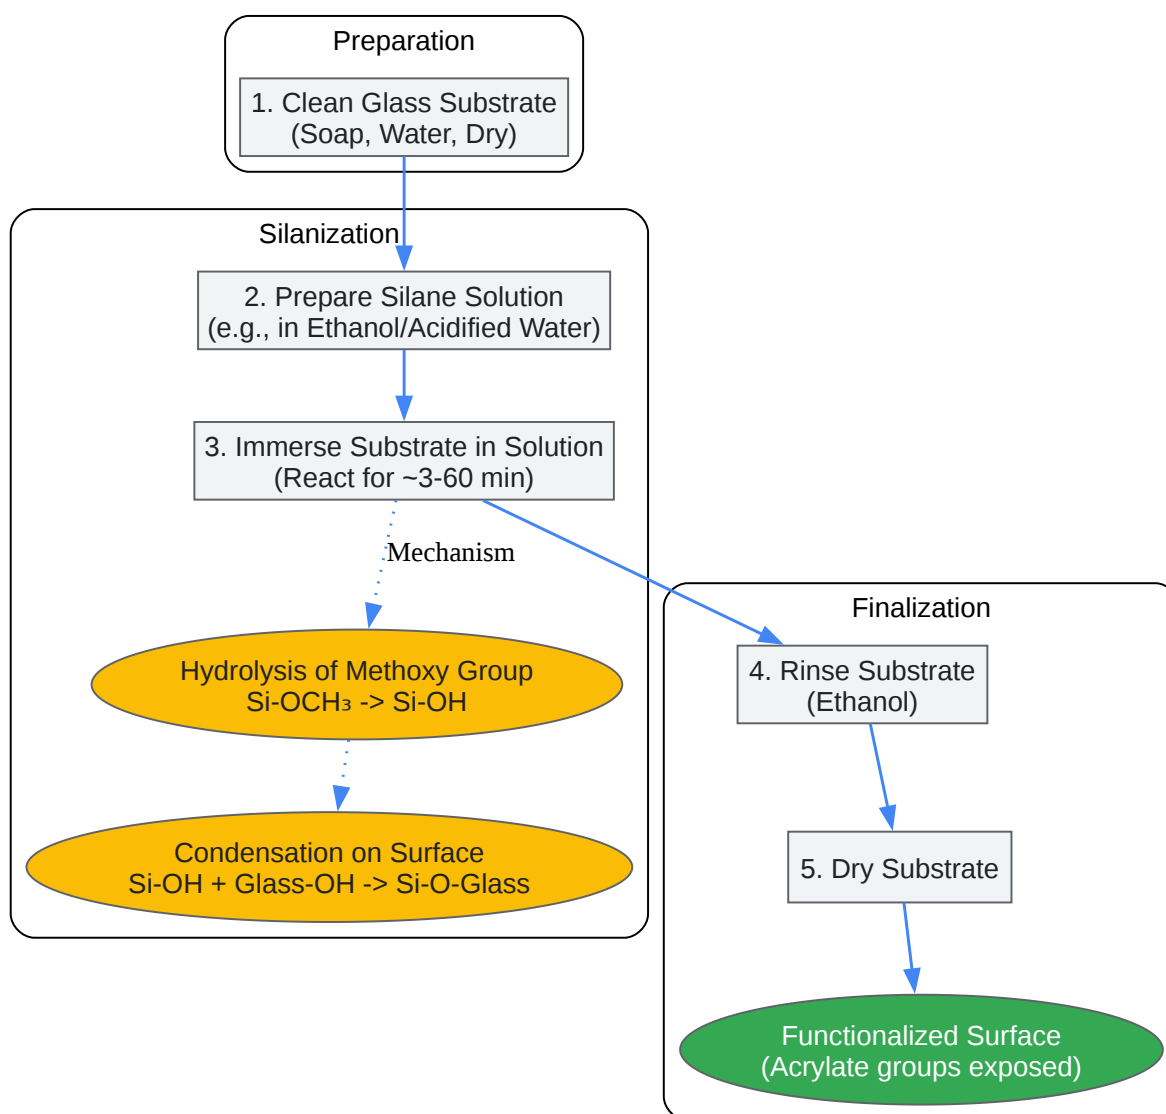 Preparation
1. Clean Glass Substrate
(Soap, Water, Dry)
Silanization
2. Prepare Silane Solution
(e.g., in Ethanol/Acidified Water)
3. Immerse Substrate in Solution
(React for ~3-60 min)
Mechanism
Hydrolysis of Methoxy Group
Si-OCH₃ -> Si-OH
Condensation on Surface
Si-OH + Glass-OH -> Si-O-Glass
Finalization
4. Rinse Substrate
(Ethanol)
5. Dry Substrate
Functionalized Surface
(Acrylate groups exposed)